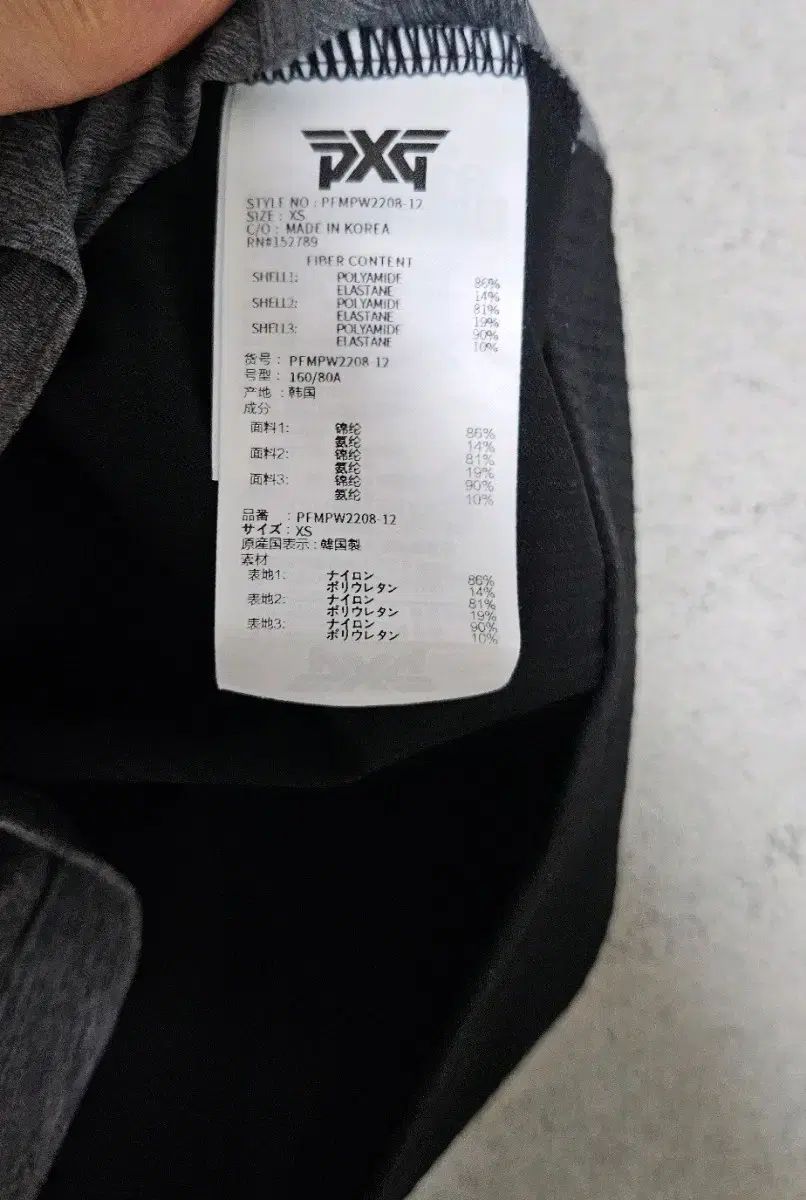 PXG
STYLE NO : PFMPW2208-12
SIZE : XS
C/O : MADE IN KOREA
RN#152789
FIBER CONTENT
SHELL1: POLYAMIDE 86%
ELASTANE 14%
SHELL2: POLYAMIDE 81%
ELASTANE 19%
SHELL3: POLYAMIDE 90%
ELASTANE 10%
货号 : PFMPW2208-12
号型 : 160/80A
产地 : 韩国
成分
面料1: 锦纶 86%
氨纶 14%
面料2: 锦纶 81%
氨纶 19%
面料3: 锦纶 90%
氨纶 10%
品番 : PFMPW2208-12
サイズ : XS
原産国表示 : 韓国製
素材
表地1: ナイロン 86%
ポリウレタン 14%
表地2: ナイロン 81%
ポリウレタン 19%
表地3: ナイロン 90%
ポリウレタン 10%